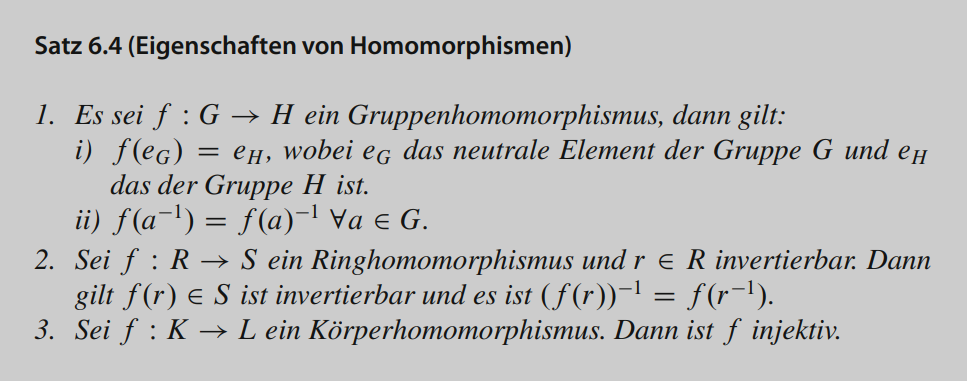 Satz 6.4 (Eigenschaften von Homomorphismen)
1. Es sei f : G → H ein Gruppenhomomorphismus, dann gilt:
i) f(e_G) = e_H, wobei e_G das neutrale Element der Gruppe G und e_H
das der Gruppe H ist.
ii) f(a⁻¹) = f(a)⁻¹ ∀a ∈ G.
2. Sei f : R → S ein Ringhomomorphismus und r ∈ R invertierbar. Dann
gilt f(r) ∈ S ist invertierbar und es ist (f(r))⁻¹ = f(r⁻¹).
3. Sei f : K → L ein Körperhomomorphismus. Dann ist f injektiv.